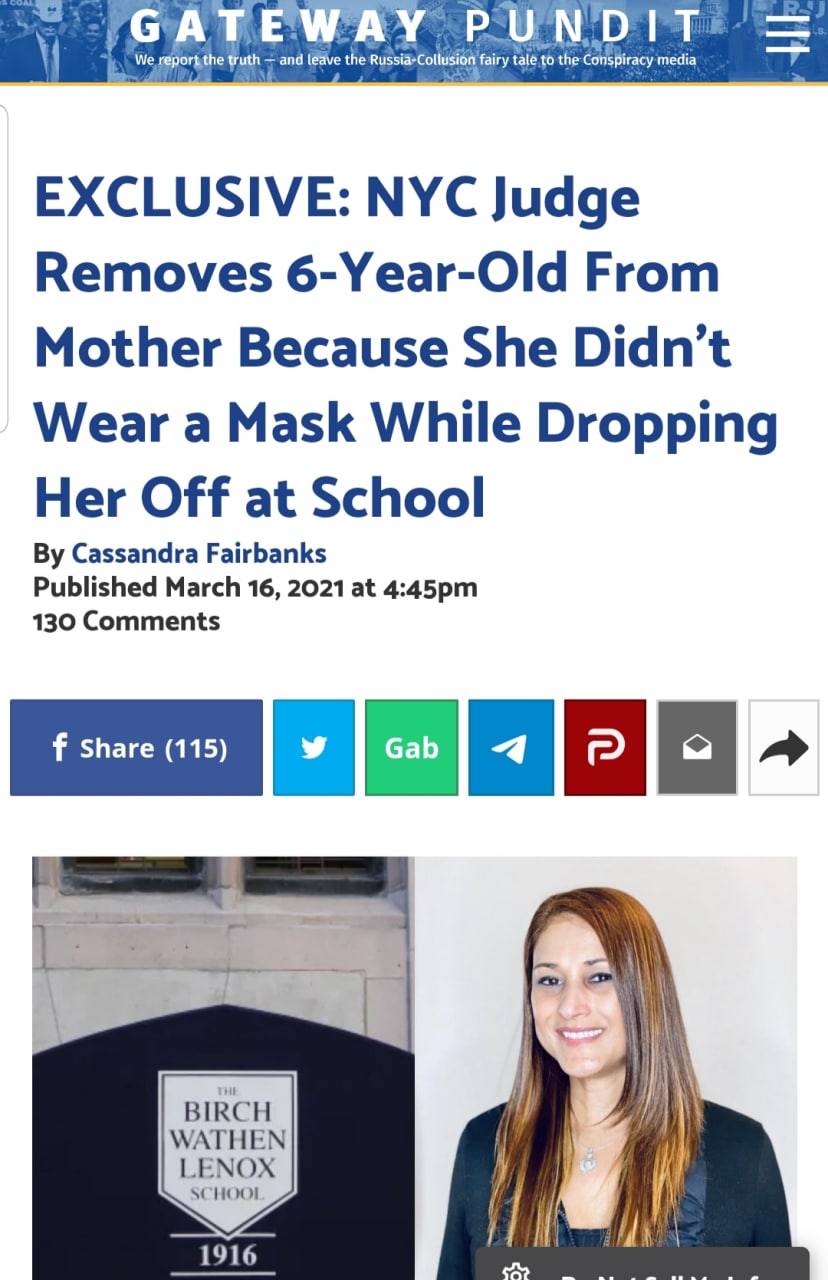 GATEWAY PUNDIT
We report the truth — and leave the Russia-Collusion fairy tale to the Conspiracy media
EXCLUSIVE: NYC Judge
Removes 6-Year-Old From
Mother Because She Didn’t
Wear a Mask While Dropping
Her Off at School
By Cassandra Fairbanks
Published March 16, 2021 at 4:45pm
130 Comments
Share (115)
Gab
THE
BIRCH
WATHEN
LENOX
SCHOOL
1916